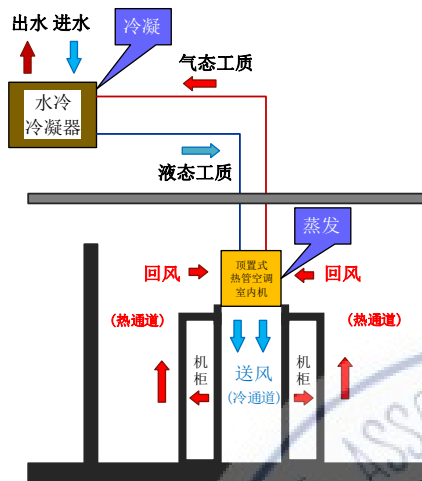 出水 进水
冷凝
气态工质
水冷
冷凝器
液态工质
蒸发
顶置式
热管空调
室内机
回风
回风
(热通道)
(热通道)
机柜
送风
(冷通道)
机柜
ASSO